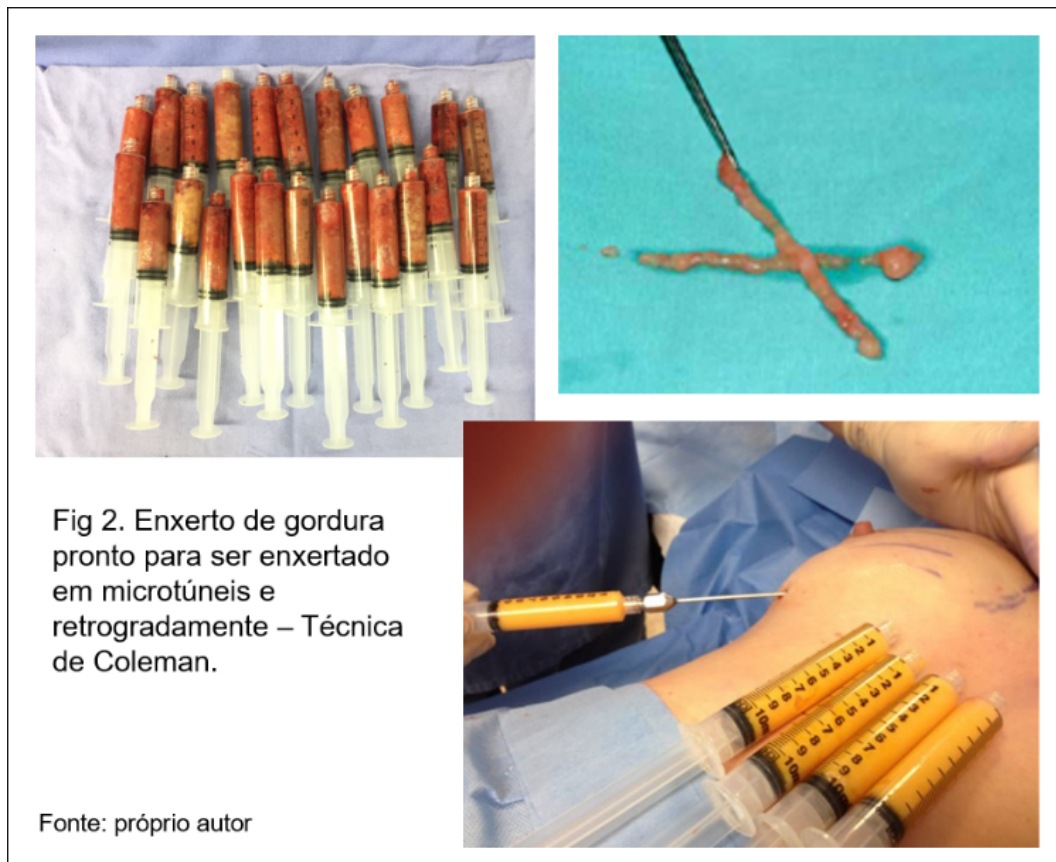 Fig 2. Enxerto de gordura
pronto para ser enxertado
em microtúneis e
retrogradamente – Técnica
de Coleman.
Fonte: próprio autor